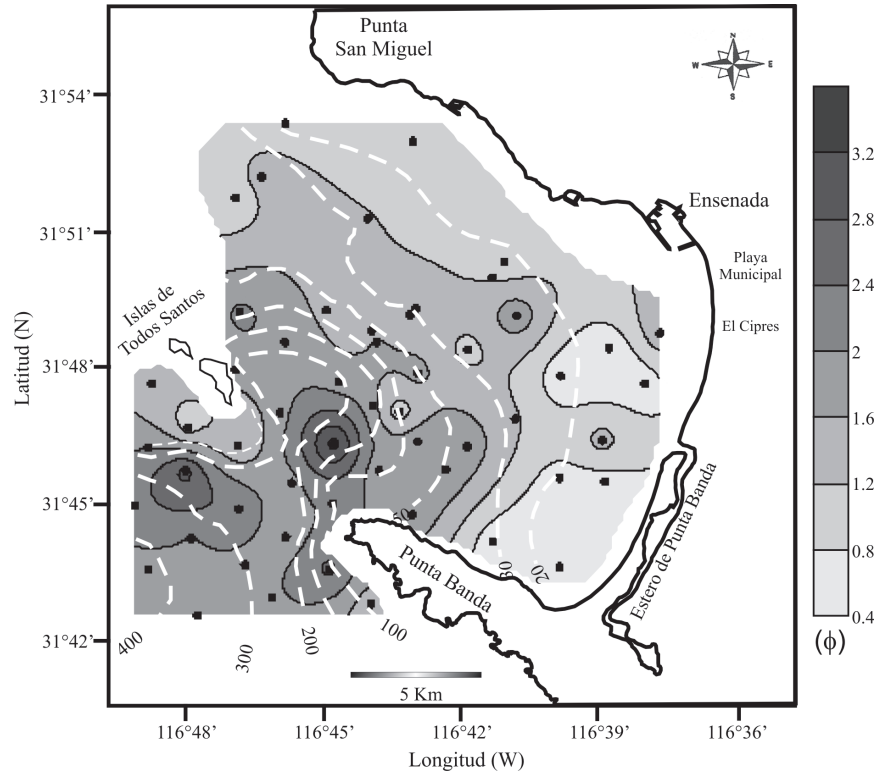 Punta
San Miguel
N
W
E
S
31°54’
3.2
Ensenada
2.8
31°51’
Playa
Municipal
2.4
Islas de
Todos Santos
El Cipres
2
31°48’
Latitud (N)
1.6
1.2
31°45’
50
Estero de Punta Banda
Punta Banda
0.8
30
20
0.4
(ϕ)
31°42’
400
300
200
100
5 Km
116°48’
116°45’
116°42’
116°39’
116°36’
Longitud (W)